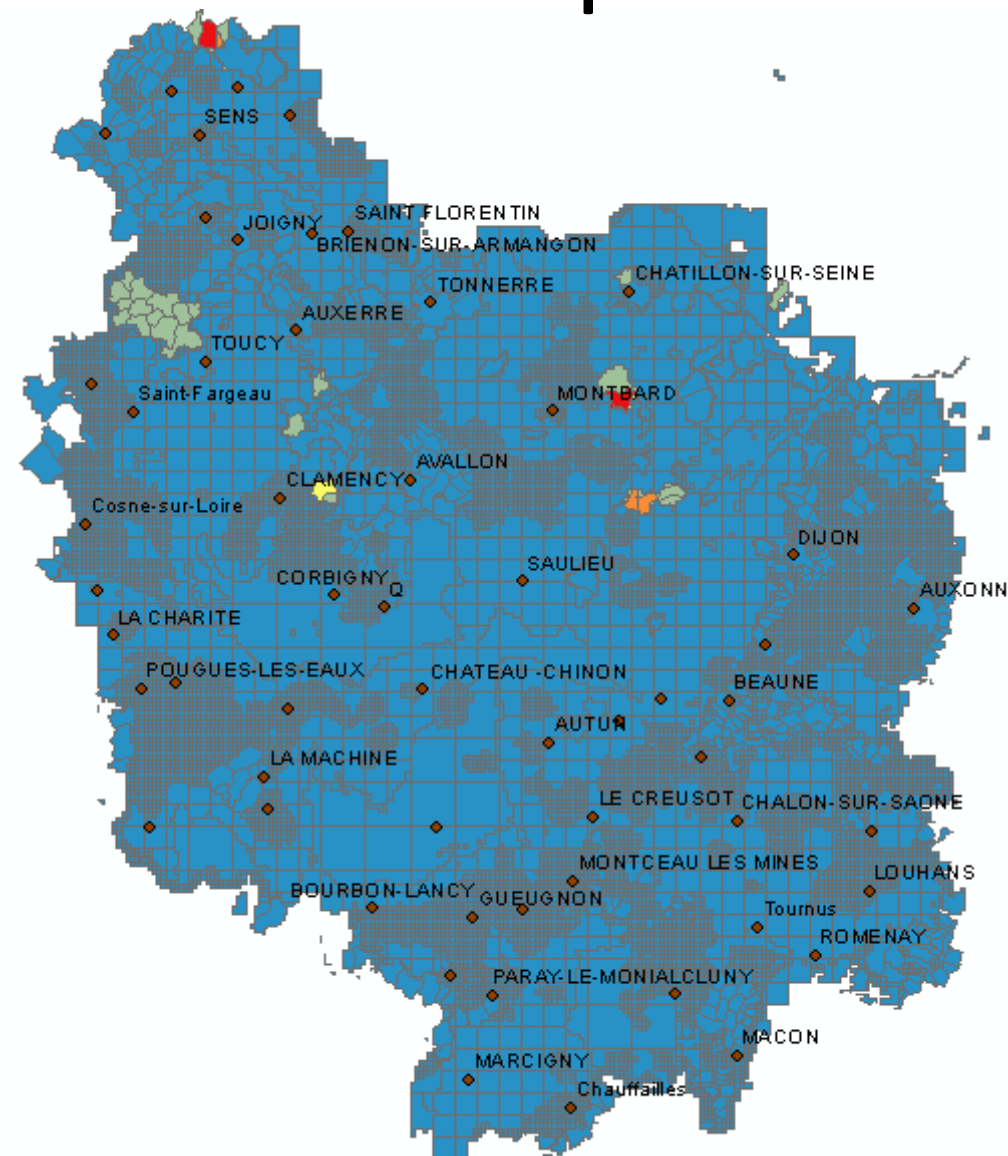 SENS
SAINT FLORENTIN
JOIGNY
BRIENON-SUR-ARMANGON
CHATILLON-SUR-SEINE
TONNERRE
AUXERRE
TOUCY
Saint-Fargeau
MONTBARD
AVALLON
CLAMENCY
Cosne-sur-Loire
DIJON
SAULIEU
CORBIGNY
Q
AUXONN
LA CHARITE
POUGUES-LES-EAUX
CHATEAU -CHINON
BEAUNE
AUTUN
LA MACHINE
LE CREUSOT
CHALON-SUR-SAONE
MONTCEAU LES MINES
LOUHANS
BOURBON-LANCY
GUEUGNON
Tournus
ROMENAY
PARAY-LE-MONIAL
CLUNY
MACON
MARCIGNY
Chauffailles